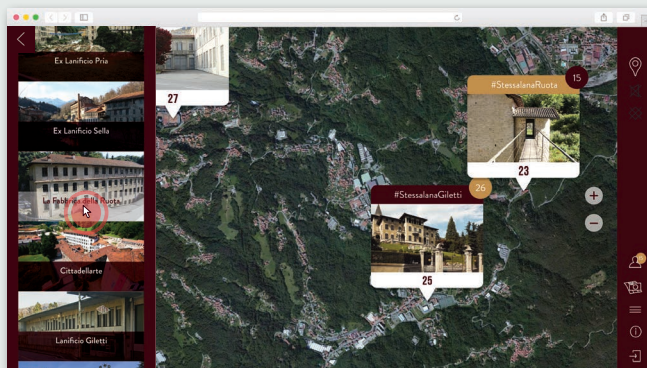 Ex Lanificio Pria
Ex Lanificio Sella
La Fabbrica della Ruota
Cittadellarte
Lanificio Giletti
27
#StessalanaRuota
15
23
#StessalanaGiletti
26
25